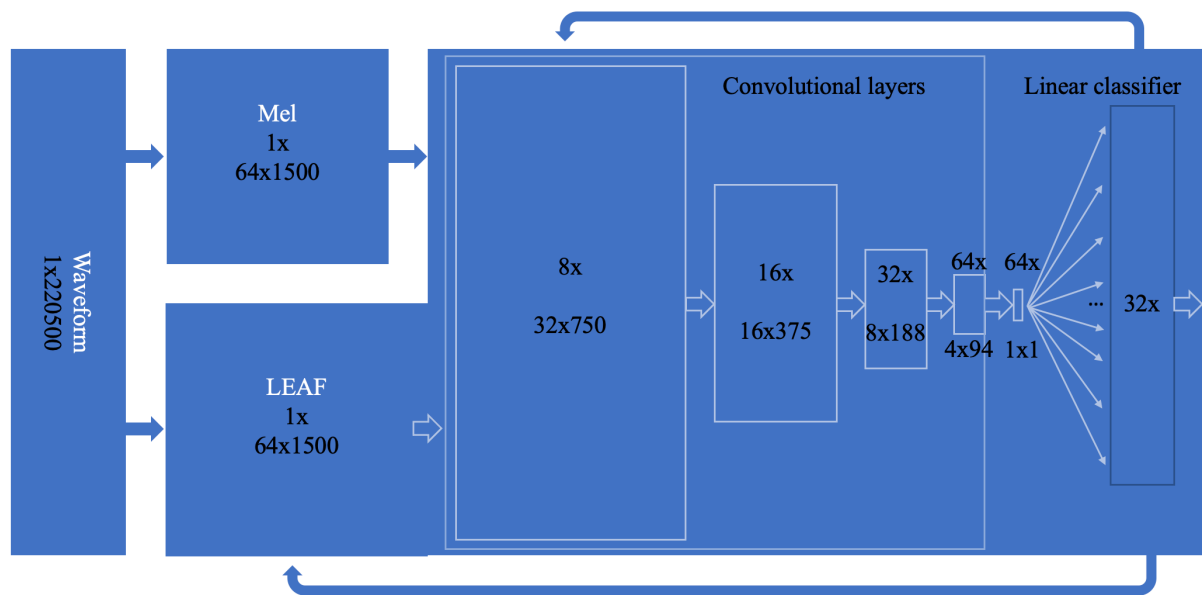 Waveform
1x220500
Mel
1x
64x1500
LEAF
1x
64x1500
Convolutional layers
8x
32x750
16x
16x375
32x
8x188
64x
4x94
64x
1x1
Linear classifier
...
32x